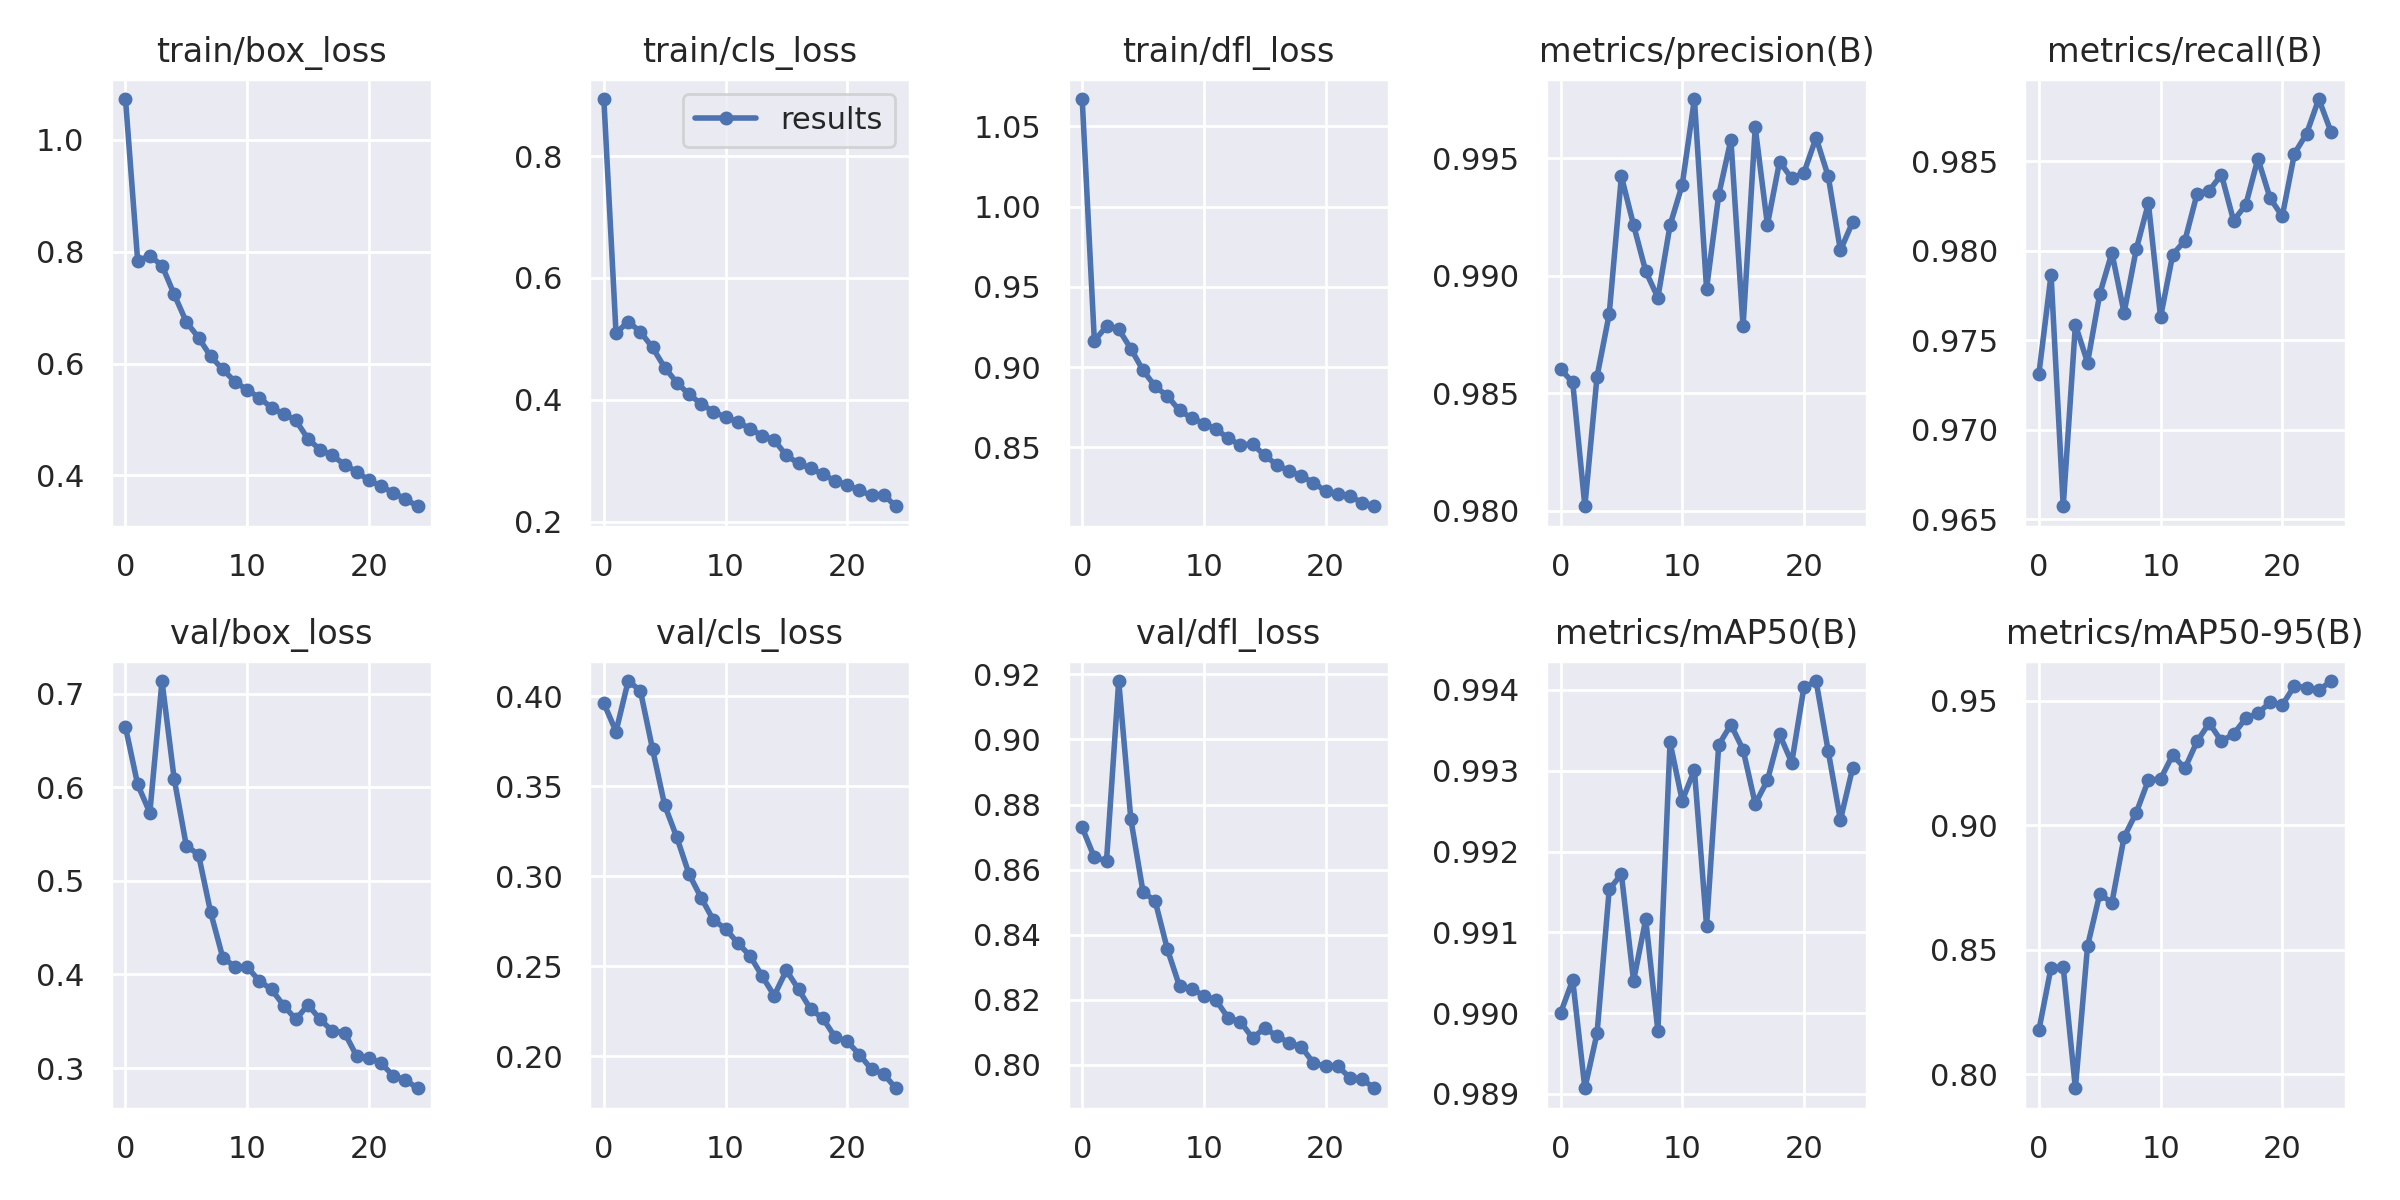 train/box_loss
1.0
0.8
0.6
0.4
0 10 20
train/cls_loss
results
0.8
0.6
0.4
0.2
0 10 20
train/dfl_loss
1.05
1.00
0.95
0.90
0.85
0 10 20
metrics/precision(B)
0.995
0.990
0.985
0.980
0 10 20
metrics/recall(B)
0.985
0.980
0.975
0.970
0.965
0 10 20
val/box_loss
0.7
0.6
0.5
0.4
0.3
0 10 20
val/cls_loss
0.40
0.35
0.30
0.25
0.20
0 10 20
val/dfl_loss
0.92
0.90
0.88
0.86
0.84
0.82
0.80
0 10 20
metrics/mAP50(B)
0.994
0.993
0.992
0.991
0.990
0.989
0 10 20
metrics/mAP50-95(B)
0.95
0.90
0.85
0.80
0 10 20